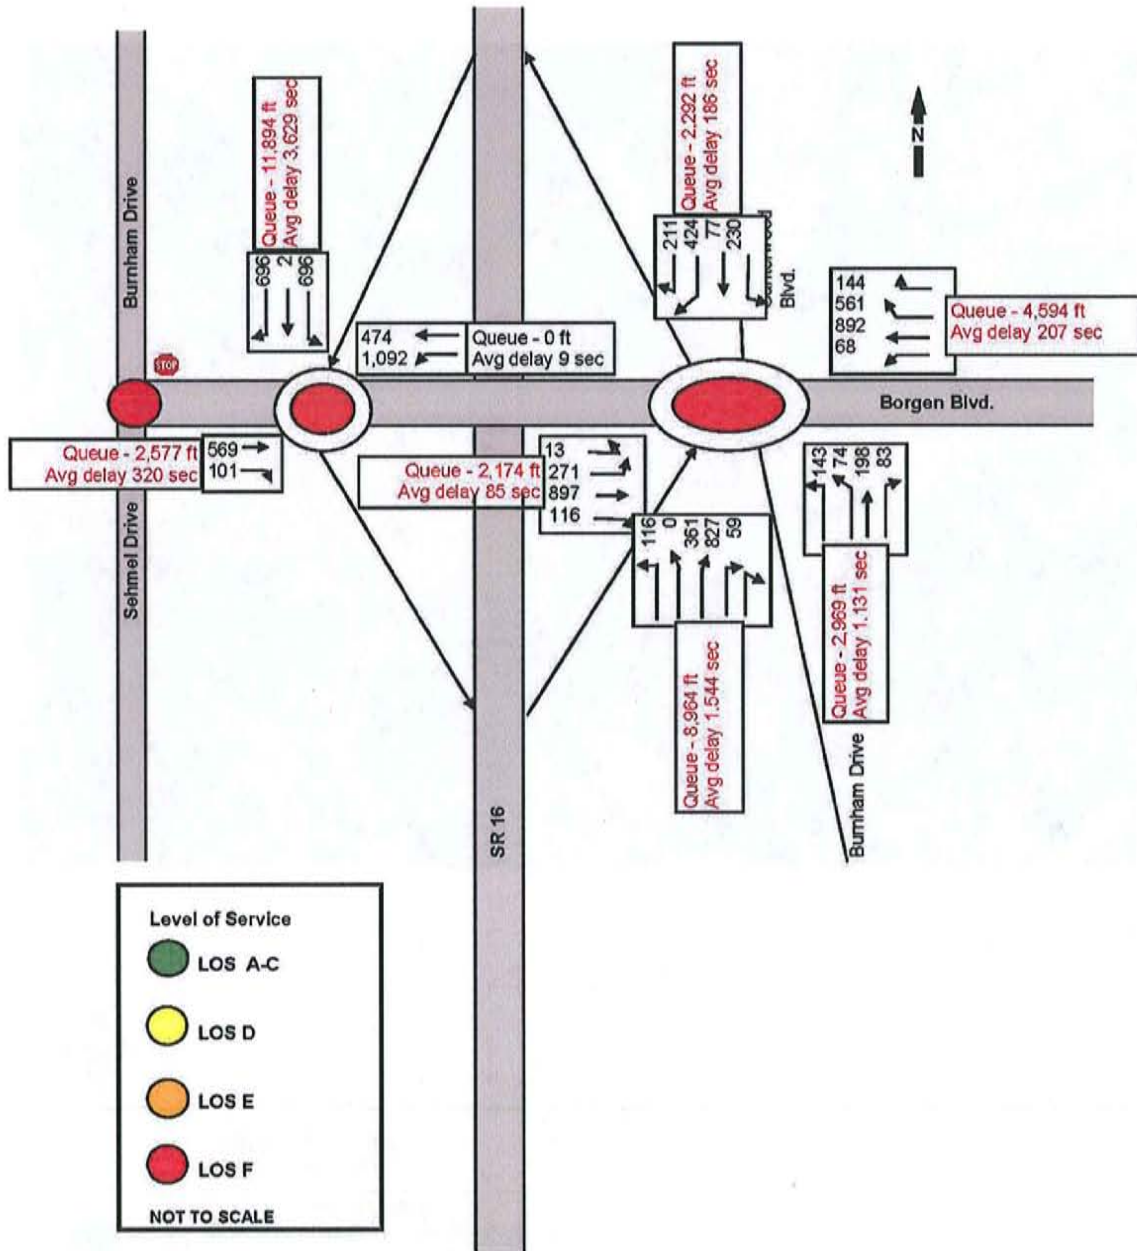 Burnham Drive
Queue - 11,894 ft
Avg delay 3,629 sec
696
2
696
Queue - 2,292 ft
Avg delay 186 sec
211
424
77
230
Blvd.
N
144
561
892
68
Queue - 4,594 ft
Avg delay 207 sec
474
1,092
Queue - 0 ft
Avg delay 9 sec
STOP
Borgen Blvd.
Queue - 2,577 ft
Avg delay 320 sec
569
101
Queue - 2,174 ft
Avg delay 85 sec
13
271
897
116
116
0
361
827
59
Queue - 8,964 ft
Avg delay 1.544 sec
143
74
198
83
Queue - 2,969 ft
Avg delay 1.131 sec
Sehmel Drive
SR 16
Burnham Drive
Level of Service
LOS A-C
LOS D
LOS E
LOS F
NOT TO SCALE